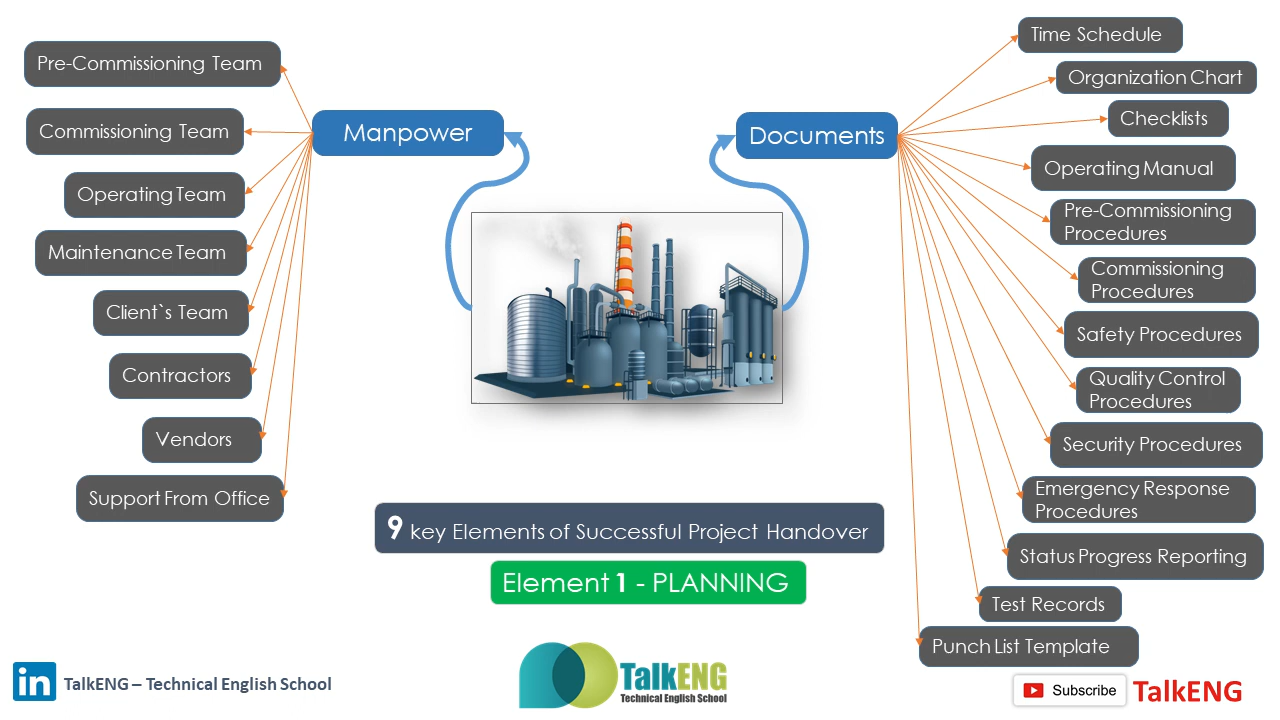 Pre-Commissioning Team
Commissioning Team
Operating Team
Maintenance Team
Client`s Team
Contractors
Vendors
Support From Office
Manpower
Documents
Time Schedule
Organization Chart
Checklists
Operating Manual
Pre-Commissioning
Procedures
Commissioning
Procedures
Safety Procedures
Quality Control
Procedures
Security Procedures
Emergency Response
Procedures
Status Progress Reporting
Test Records
Punch List Template
9 key Elements of Successful Project Handover
Element 1 - PLANNING
in TalkENG – Technical English School
TalkENG
Technical English School
Subscribe TalkENG